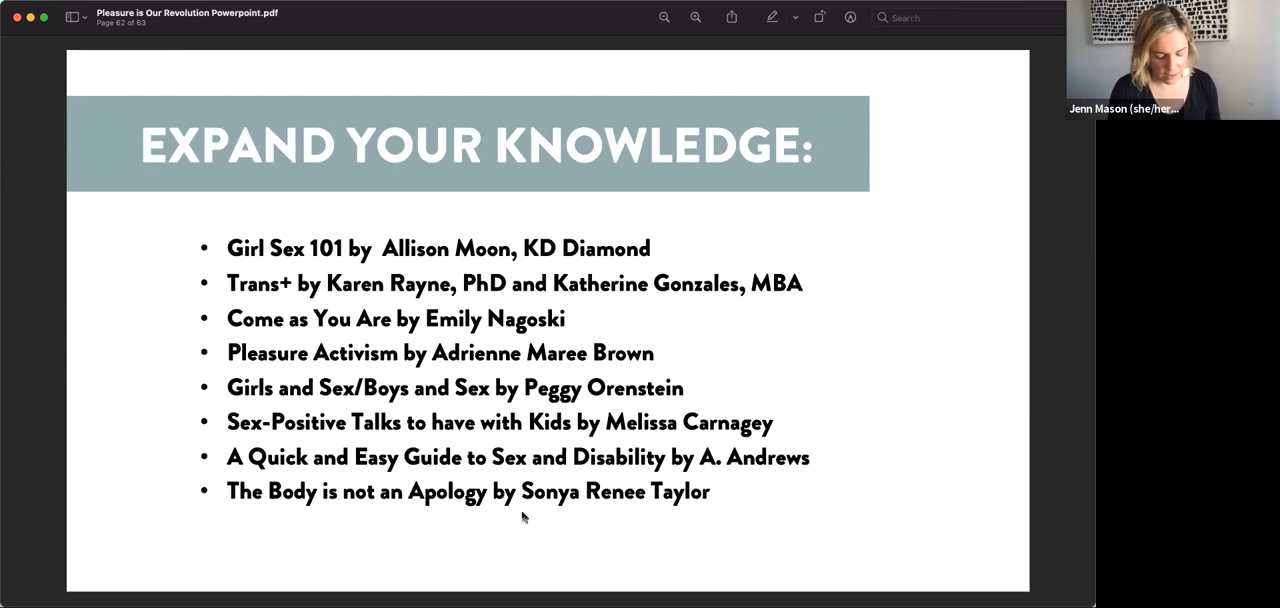 Pleasure is Our Revolution Powerpoint.pdf
Page 62 of 63
Search
Jenn Mason (she/her...
EXPAND YOUR KNOWLEDGE:
• Girl Sex 101 by  Allison Moon, KD Diamond
• Trans+ by Karen Rayne, PhD and Katherine Gonzales, MBA
• Come as You Are by Emily Nagoski
• Pleasure Activism by Adrienne Maree Brown
• Girls and Sex/Boys and Sex by Peggy Orenstein
• Sex-Positive Talks to have with Kids by Melissa Carnagey
• A Quick and Easy Guide to Sex and Disability by A. Andrews
• The Body is not an Apology by Sonya Renee Taylor